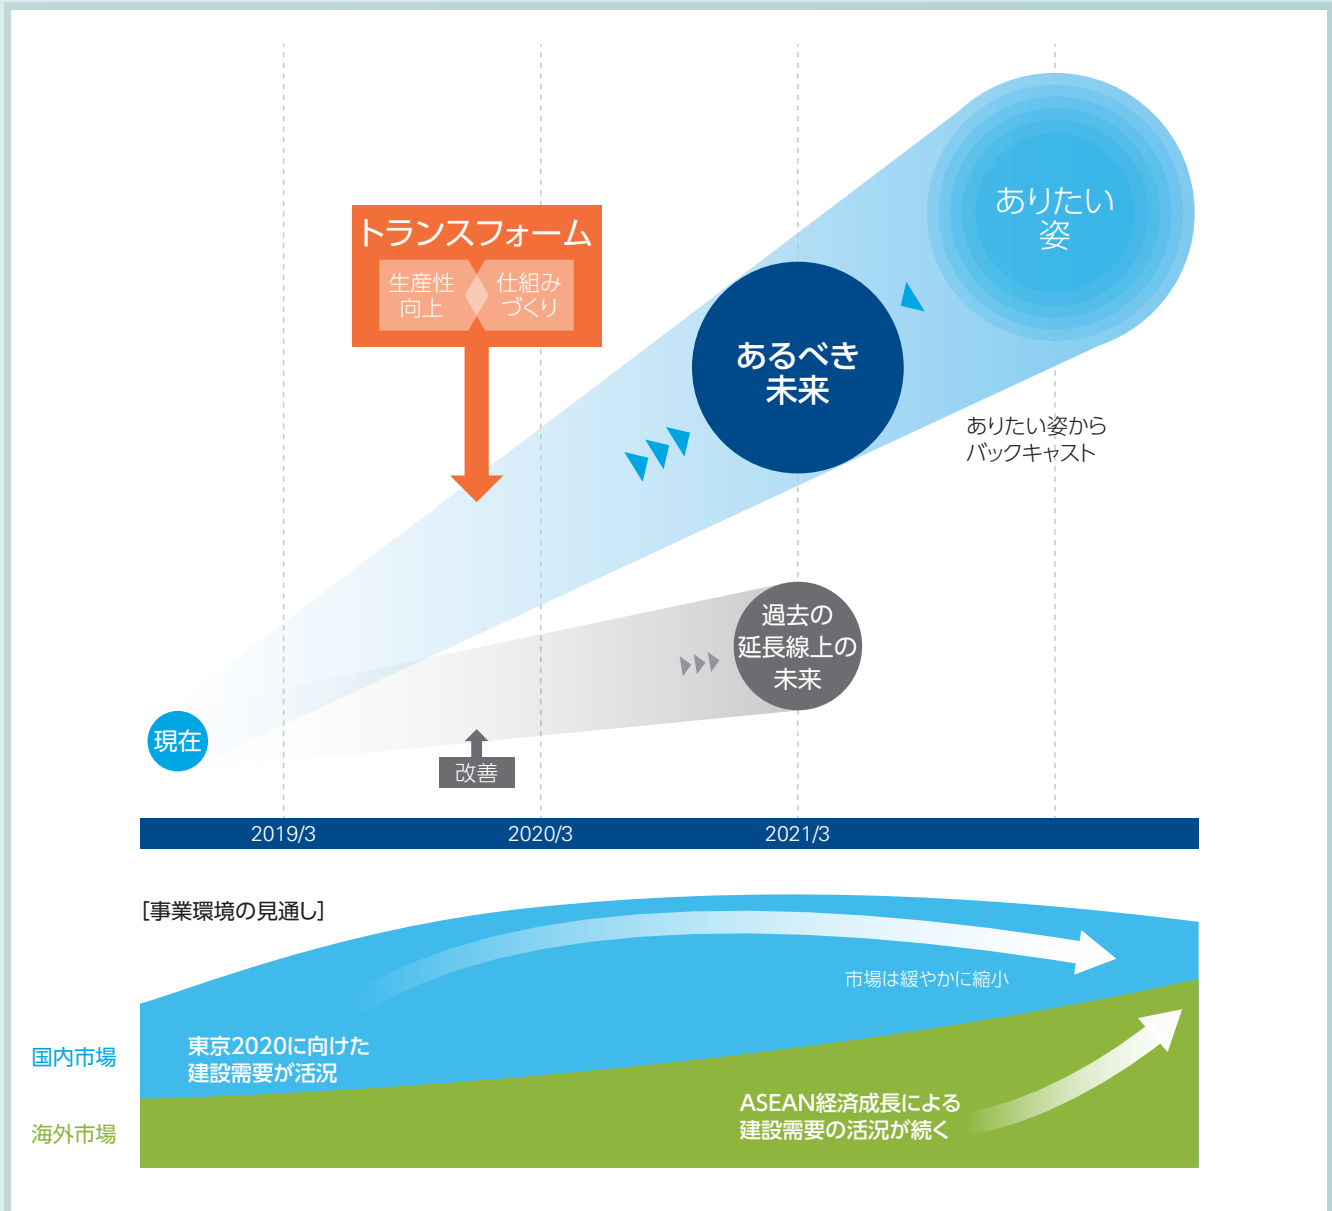 ありたい
姿
トランスフォーム
生産性
向上
仕組み
づくり
あるべき
未来
ありたい姿から
バックキャスト
過去の
延長線上の
未来
現在
改善
2019/3
2020/3
2021/3
[事業環境の見通し]
市場は緩やかに縮小
国内市場
東京2020に向けた
建設需要が活況
海外市場
ASEAN経済成長による
建設需要の活況が続く